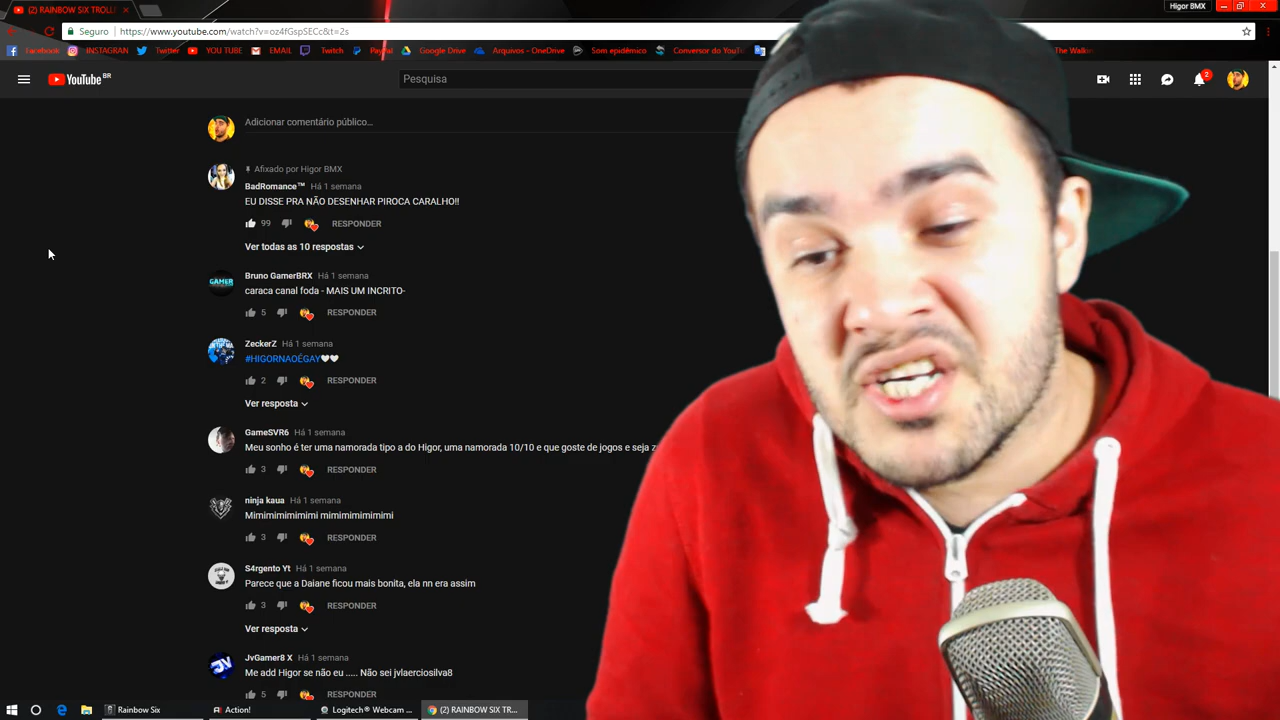 (2) RAINBOW SIX TROLL
Higor BMX
Seguro
https://www.youtube.com/watch?v=oz4fGspSECc&t=2s
Facebook
INSTAGRAN
Twitter
YOU TUBE
EMAIL
Twitch
Paypal
Google Drive
Arquivos - OneDrive
Som epidêmico
Conversor do YouTu
The Walkin
YouTube BR
Pesquisa
2
Adicionar comentário público...
Afixado por Higor BMX
BadRomance™ Há 1 semana
EU DISSE PRA NÃO DESENHAR PIROCA CARALHO!!
99 RESPONDER
Ver todas as 10 respostas
GAMER
Bruno GamerBRX Há 1 semana
caraca canal foda - MAIS UM INCRITO-
5 RESPONDER
ZeckerZ Há 1 semana
#HIGORNAOÉGAY🤍🤍
2 RESPONDER
Ver resposta
GameSVR6 Há 1 semana
Meu sonho é ter uma namorada tipo a do Higor, uma namorada 10/10 e que goste de jogos e seja z
3 RESPONDER
ninja kaua Há 1 semana
Mimimimimimi mimimimimimi
3 RESPONDER
S4rgento Yt Há 1 semana
Parece que a Daiane ficou mais bonita, ela nn era assim
3 RESPONDER
Ver resposta
JvGamer8 X Há 1 semana
Me add Higor se não eu ..... Não sei jvlaerciosilva8
5 RESPONDER
Rainbow Six
Action!
Logitech® Webcam ...
(2) RAINBOW SIX TRO...